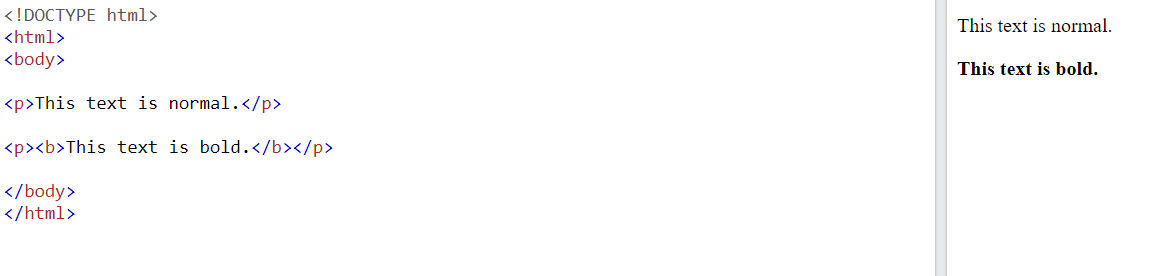 <!DOCTYPE html>
<html>
<body>
<p>This text is normal.</p>
<p><b>This text is bold.</b></p>
</body>
</html>
This text is normal.
This text is bold.